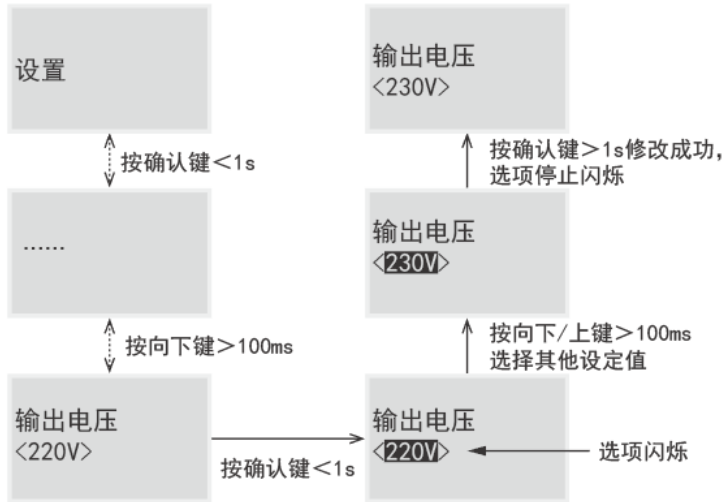 设置
按确认键＜1s
……
按向下键＞100ms
输出电压
<220V>
按确认键＜1s
输出电压
<220V>
选项闪烁
按向下/上键＞100ms
选择其他设定值
输出电压
<230V>
按确认键＞1s修改成功，
选项停止闪烁
输出电压
<230V>